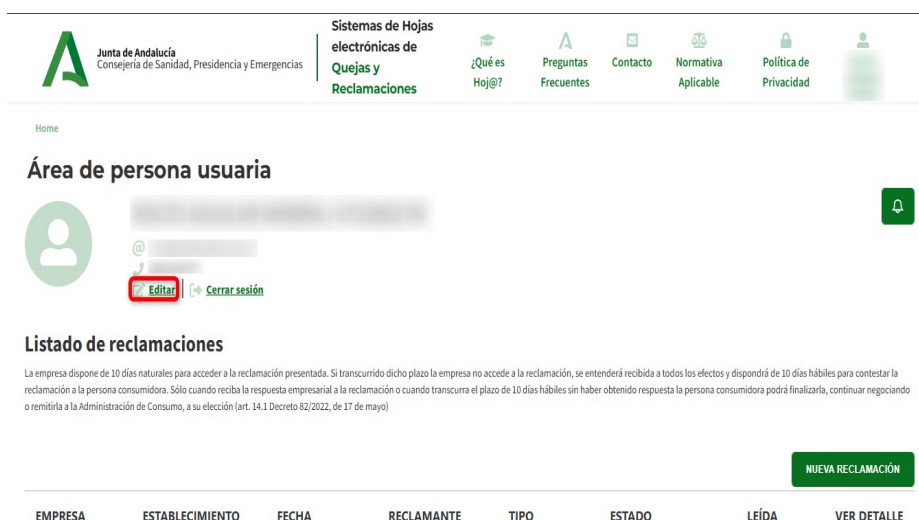 Junta de Andalucía
Consejería de Sanidad, Presidencia y Emergencias
Sistemas de Hojas
electrónicas de
Quejas y
Reclamaciones
¿Qué es
Hoj@?
Preguntas
Frecuentes
Contacto
Normativa
Aplicable
Política de
Privacidad
Home
Área de persona usuaria
@
Editar
Cerrar sesión
Listado de reclamaciones
La empresa dispone de 10 días naturales para acceder a la reclamación presentada. Si transcurrido dicho plazo la empresa no accede a la reclamación, se entenderá recibida a todos los efectos y dispondrá de 10 días hábiles para contestar la
reclamación a la persona consumidora. Sólo cuando reciba la respuesta empresarial a la reclamación o cuando transcurra el plazo de 10 días hábiles sin haber obtenido respuesta la persona consumidora podrá finalizarla, continuar negociando
o remitirla a la Administración de Consumo, a su elección (art. 14.1 Decreto 82/2022, de 17 de mayo)
NUEVA RECLAMACIÓN
EMPRESA ESTABLECIMIENTO FECHA RECLAMANTE TIPO ESTADO LEÍDA VER DETALLE